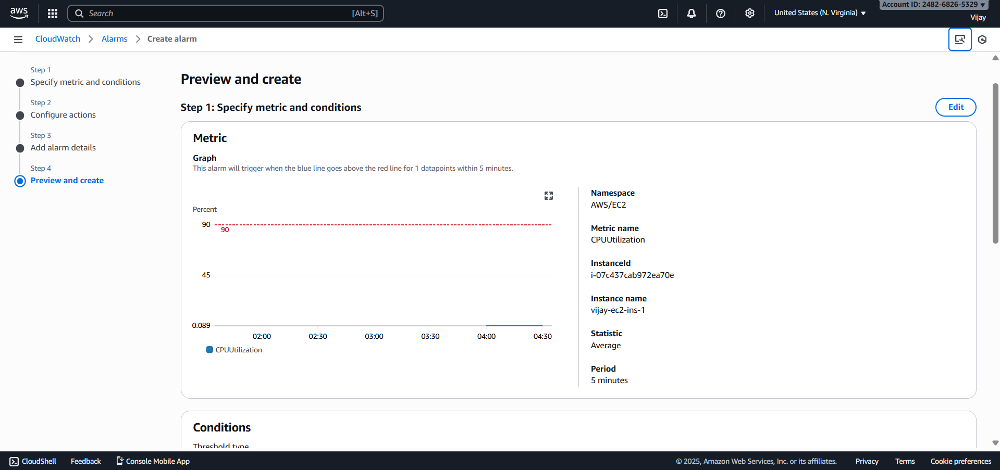 aws
Search [Alt+S]
United States (N. Virginia)
Account ID: 2482-6826-5329
Vijay
CloudWatch
Alarms
Create alarm
Step 1
Specify metric and conditions
Step 2
Configure actions
Step 3
Add alarm details
Step 4
Preview and create
Preview and create
Step 1: Specify metric and conditions
Edit
Metric
Graph
This alarm will trigger when the blue line goes above the red line for 1 datapoints within 5 minutes.
Percent
90
90
45
0.089
02:00 02:30 03:00 03:30 04:00 04:30
CPUUtilization
Namespace
AWS/EC2
Metric name
CPUUtilization
InstanceId
i-07c437cab972ea70e
Instance name
vijay-ec2-ins-1
Statistic
Average
Period
5 minutes
Conditions
Threshold type
CloudShell
Feedback
Console Mobile App
© 2025, Amazon Web Services, Inc. or its affiliates.
Privacy
Terms
Cookie preferences